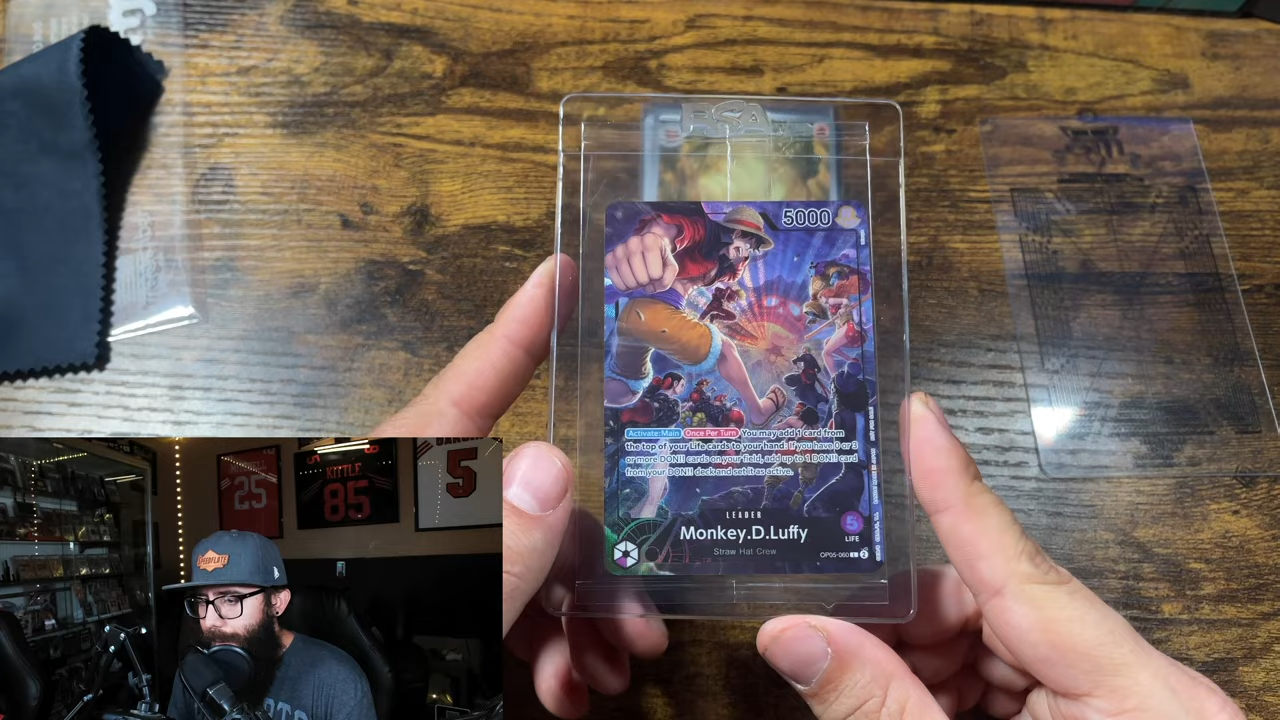 PSA
5000
Activate: Main Once Per Turn You may add 1 card from
the top of your Life cards to your hand: If you have 0 or 3
or more DON!! cards on your field, add up to 1 DON!! card
from your DON!! deck and set it as active.
LEADER
5
Monkey.D.Luffy
LIFE
Straw Hat Crew
OP05-060 L
25
KITTLE
85
5
SPEEDFLATE